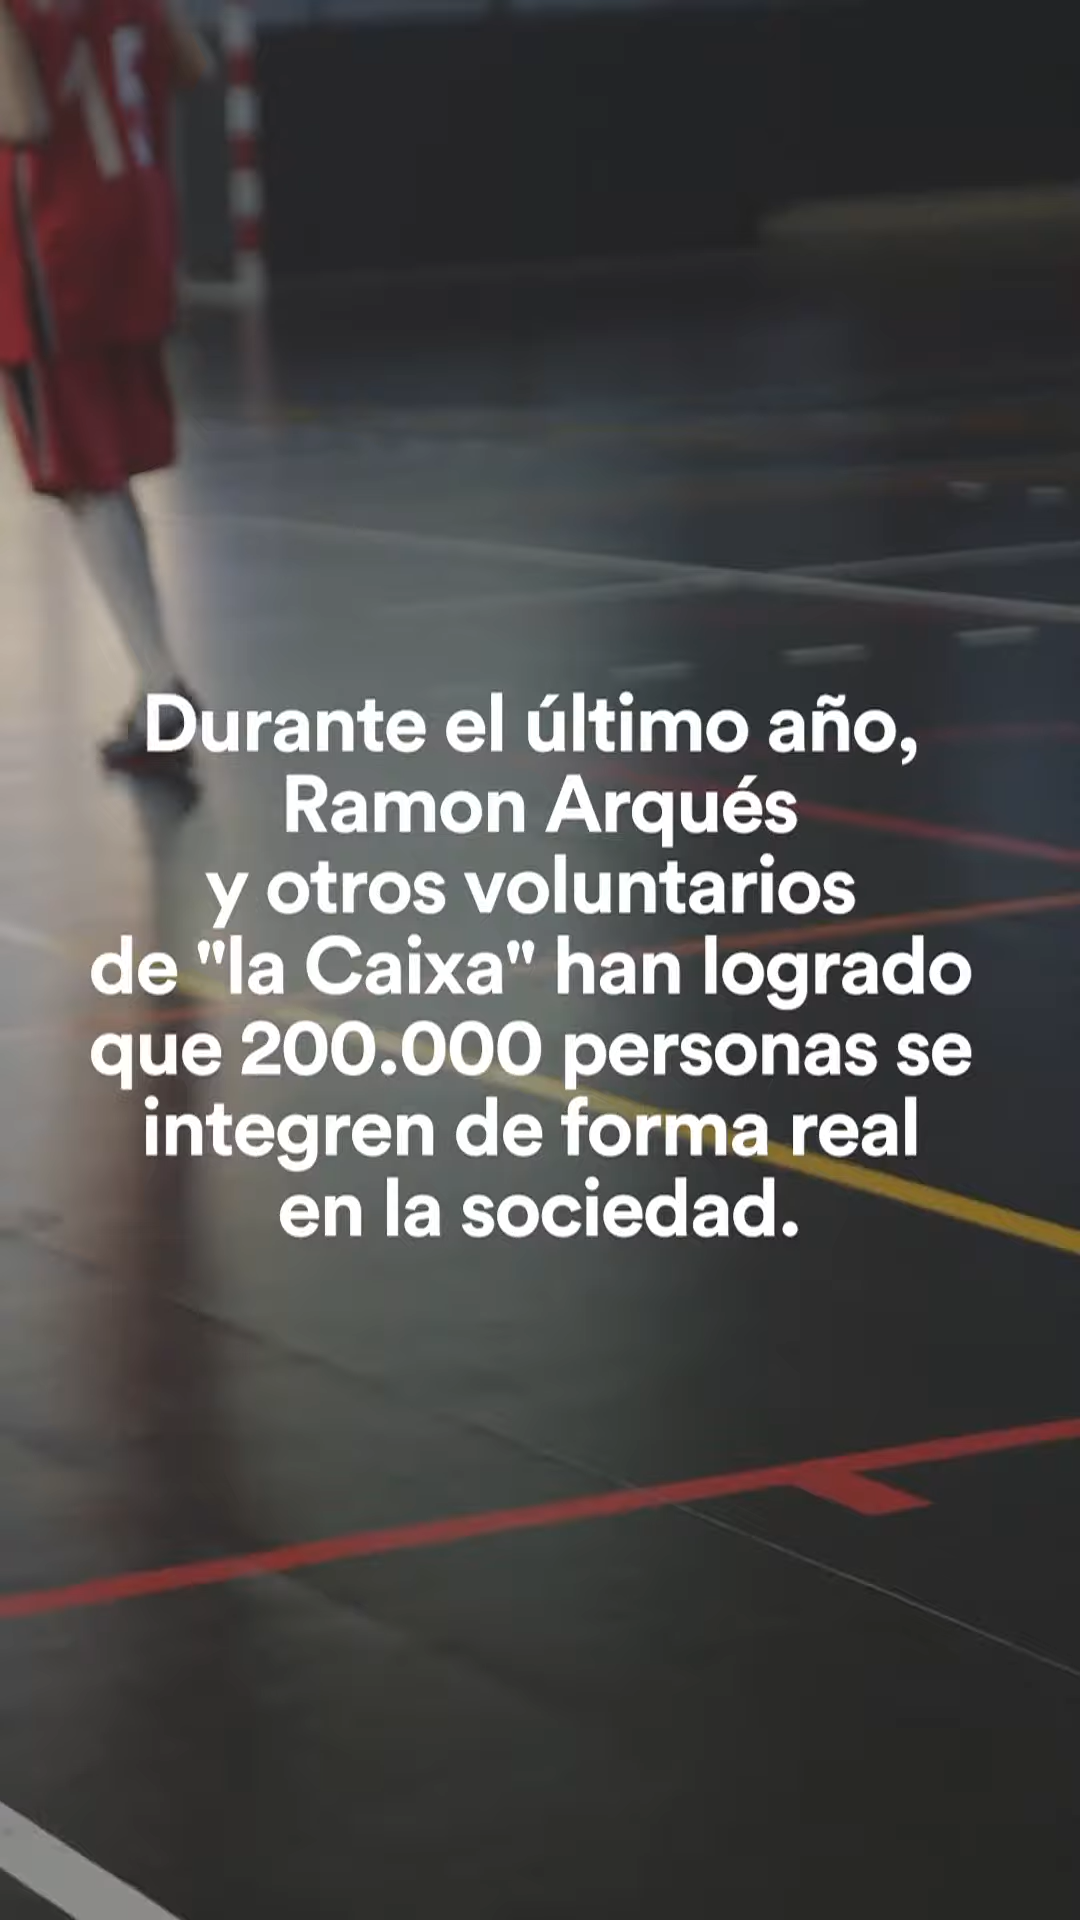 Durante el último año,
Ramon Arqués
y otros voluntarios
de "la Caixa" han logrado
que 200.000 personas se
integren de forma real
en la sociedad.